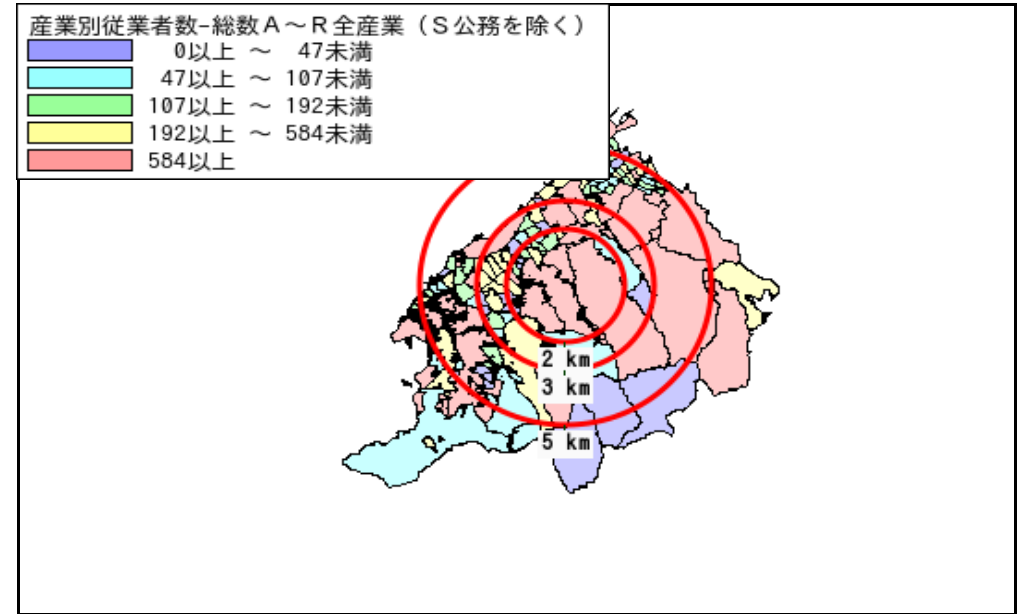 産業別従業者数−総数Ａ～Ｒ全産業（Ｓ公務を除く）
0以上 ～ 47未満
47以上 ～ 107未満
107以上 ～ 192未満
192以上 ～ 584未満
584以上
2 km
3 km
5 km